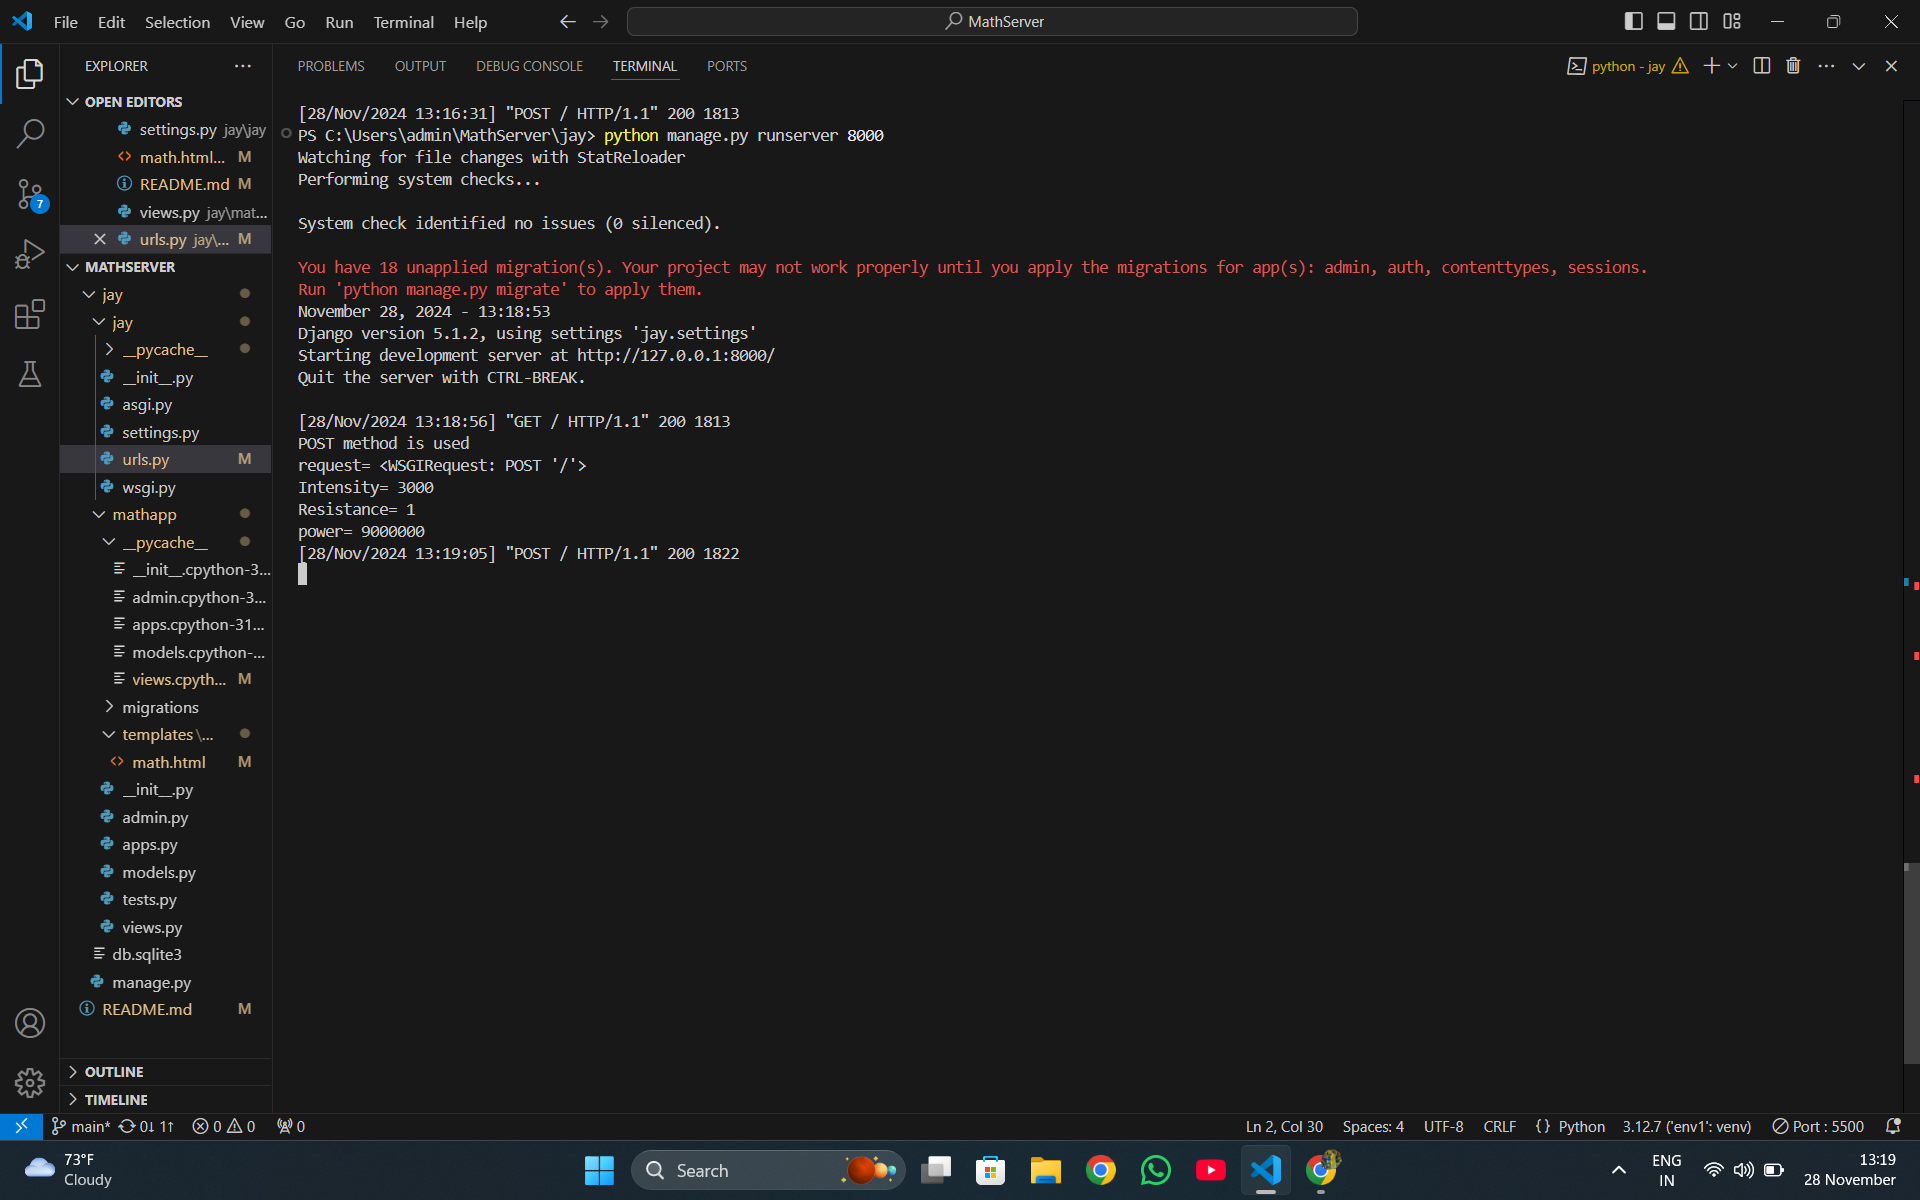 File Edit Selection View Go Run Terminal Help
MathServer
EXPLORER
OPEN EDITORS
settings.py jay\jay
math.html... M
README.md M
views.py jay\mat...
urls.py jay\... M
MATHSERVER
jay
jay
__pycache__
__init__.py
asgi.py
settings.py
urls.py M
wsgi.py
mathapp
__pycache__
__init__.cpython-3...
admin.cpython-3...
apps.cpython-31...
models.cpython-...
views.cpyth... M
migrations
templates\...
math.html M
__init__.py
admin.py
apps.py
models.py
tests.py
views.py
db.sqlite3
manage.py
README.md M
OUTLINE
TIMELINE
7
PROBLEMS OUTPUT DEBUG CONSOLE TERMINAL PORTS
python - jay
[28/Nov/2024 13:16:31] "POST / HTTP/1.1" 200 1813
PS C:\Users\admin\MathServer\jay> python manage.py runserver 8000
Watching for file changes with StatReloader
Performing system checks...
System check identified no issues (0 silenced).
You have 18 unapplied migration(s). Your project may not work properly until you apply the migrations for app(s): admin, auth, contenttypes, sessions.
Run 'python manage.py migrate' to apply them.
November 28, 2024 - 13:18:53
Django version 5.1.2, using settings 'jay.settings'
Starting development server at http://127.0.0.1:8000/
Quit the server with CTRL-BREAK.
[28/Nov/2024 13:18:56] "GET / HTTP/1.1" 200 1813
POST method is used
request= <WSGIRequest: POST '/'>
Intensity= 3000
Resistance= 1
power= 9000000
[28/Nov/2024 13:19:05] "POST / HTTP/1.1" 200 1822
main* 0↓ 1↑ 0 0 0
Ln 2, Col 30 Spaces: 4 UTF-8 CRLF {} Python 3.12.7 ('env1': venv) Port : 5500
73°F
Cloudy
Search
ENG
IN
13:19
28 November